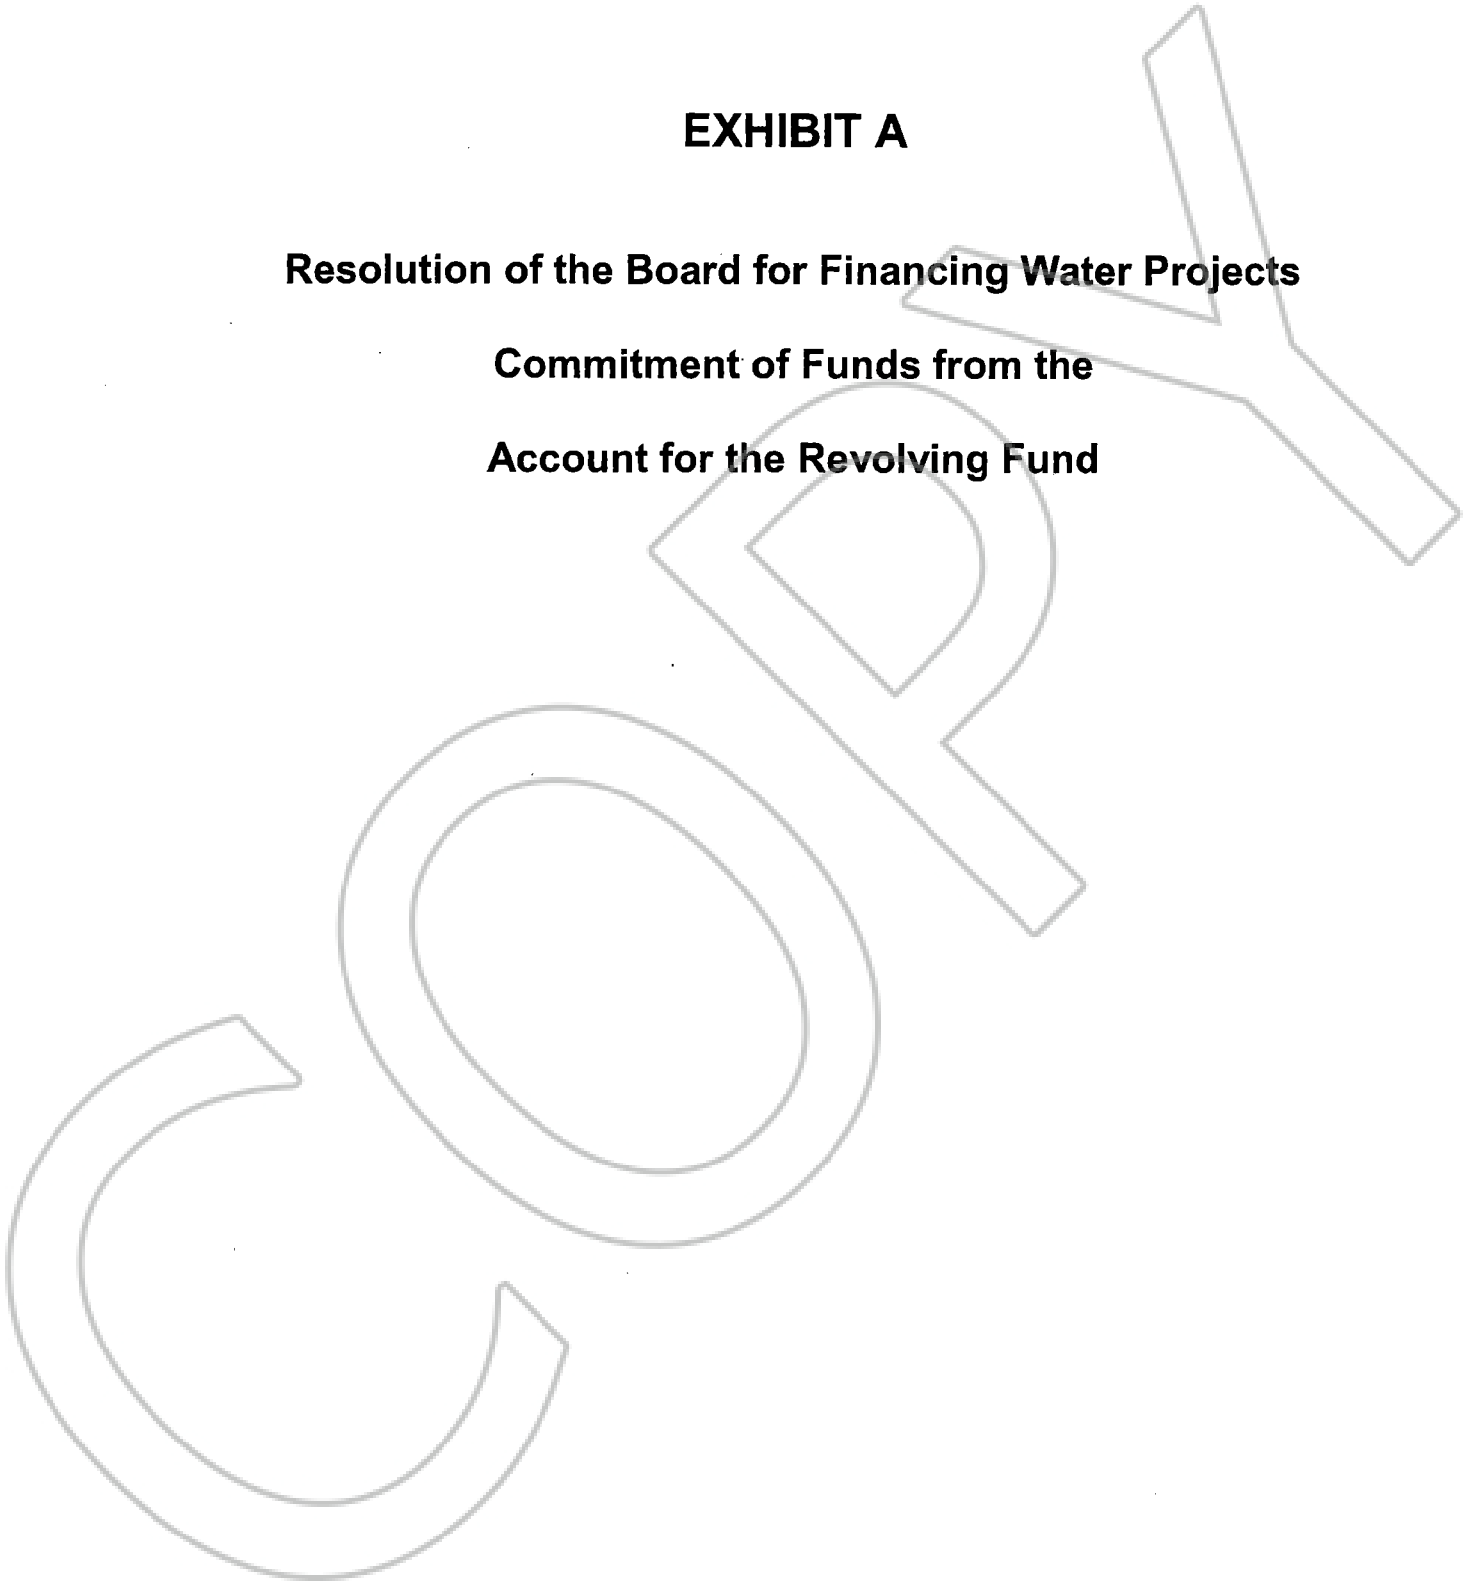 EXHIBIT A
Resolution of the Board for Financing Water Projects
Commitment of Funds from the
Account for the Revolving Fund
COPY